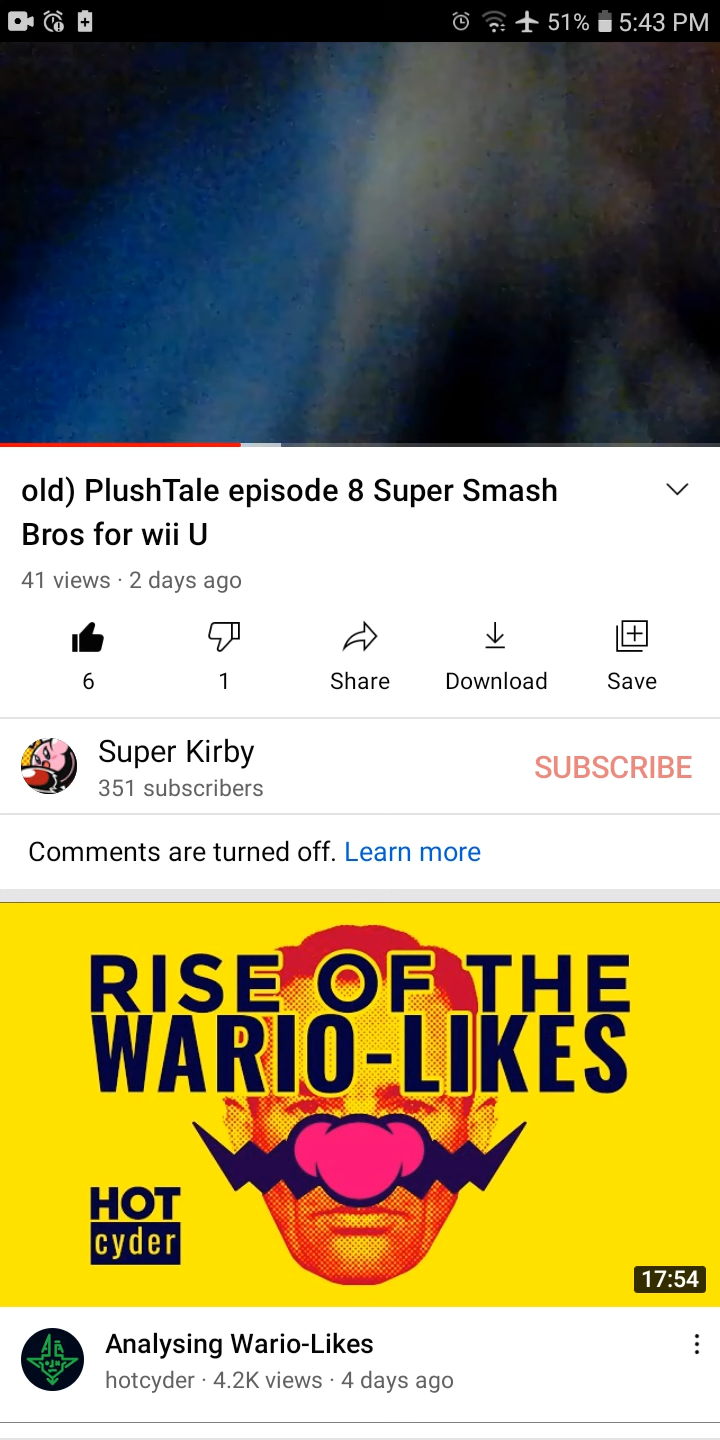 51% 5:43 PM
old) PlushTale episode 8 Super Smash
Bros for wii U
41 views · 2 days ago
6 1 Share Download Save
Super Kirby
351 subscribers
SUBSCRIBE
Comments are turned off. Learn more
RISE OF THE
WARIO-LIKES
HOT
cyder
17:54
Analysing Wario-Likes
hotcyder · 4.2K views · 4 days ago